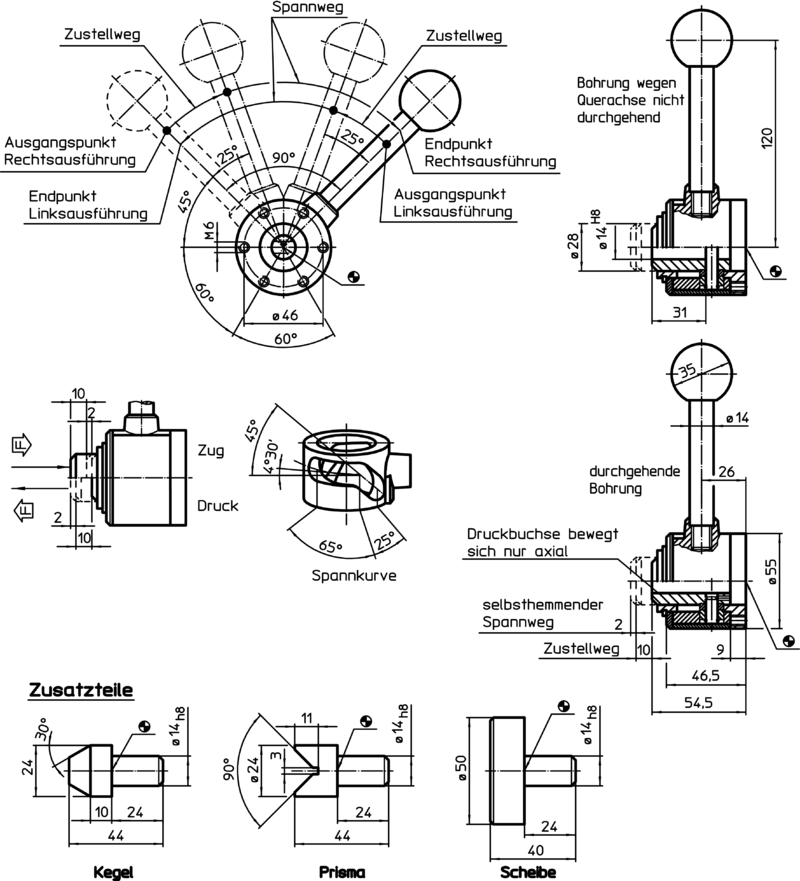 Spannweg
Zustellweg
Zustellweg
Ausgangspunkt
Rechtsausführung
Endpunkt
Linksausführung
Endpunkt
Rechtsausführung
Ausgangspunkt
Linksausführung
25°
90°
25°
45°
M6
60°
ø46
60°
Bohrung wegen
Querachse nicht
durchgehend
120
ø28
ø14 H8
31
10
2
F
Zug
F
Druck
2
10
45°
4°30'
65°
25°
Spannkurve
35
ø14
durchgehende
Bohrung
26
Druckbuchse bewegt
sich nur axial
ø55
selbsthemmender
Spannweg
2
Zustellweg
10
9
46,5
54,5
Zusatzteile
30°
24
ø14 h8
10
24
44
Kegel
90°
ø24
3
11
ø14 h8
24
44
Prisma
ø50
ø14 h8
24
40
Scheibe